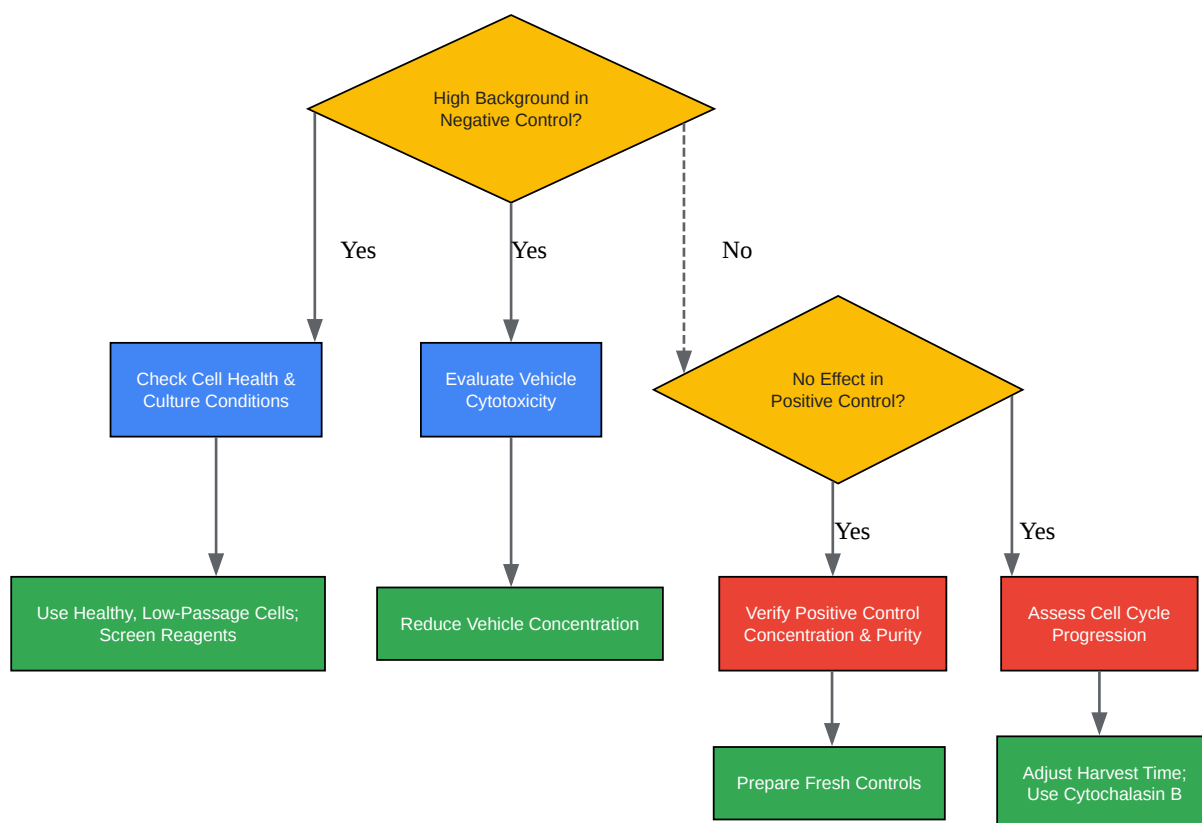 High Background in
Negative Control?
Yes
Yes
No
No Effect in
Positive Control?
Check Cell Health &
Culture Conditions
Evaluate Vehicle
Cytotoxicity
Yes
Yes
Use Healthy, Low-Passage Cells;
Screen Reagents
Reduce Vehicle Concentration
Verify Positive Control
Concentration & Purity
Assess Cell Cycle
Progression
Prepare Fresh Controls
Adjust Harvest Time;
Use Cytochalasin B